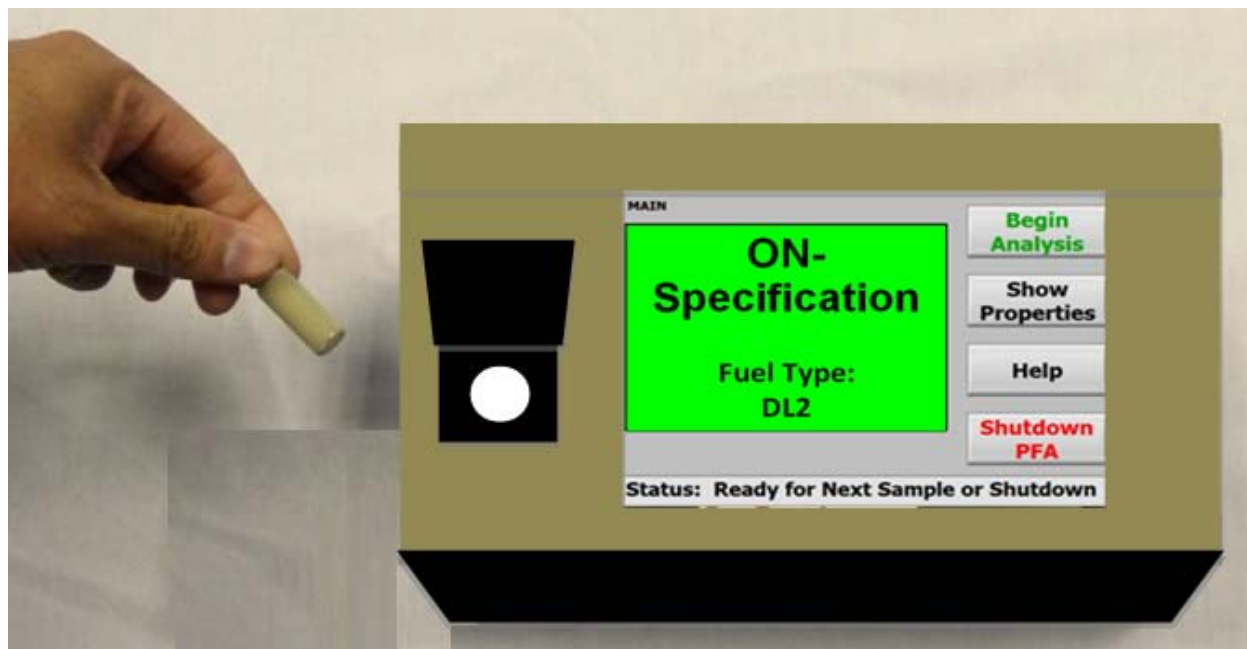 MAIN
ON-
Specification
Fuel Type:
DL2
Begin
Analysis
Show
Properties
Help
Shutdown
PFA
Status: Ready for Next Sample or Shutdown